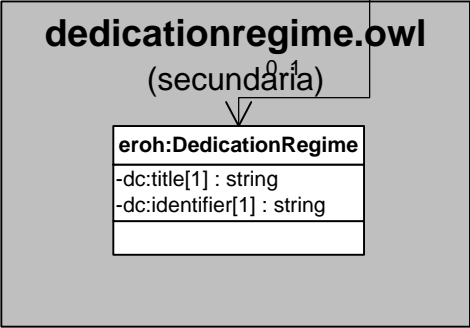 dedicationregime.owl
(secundaria)
0..1
eroh:DedicationRegime
-dc:title[1] : string
-dc:identifier[1] : string